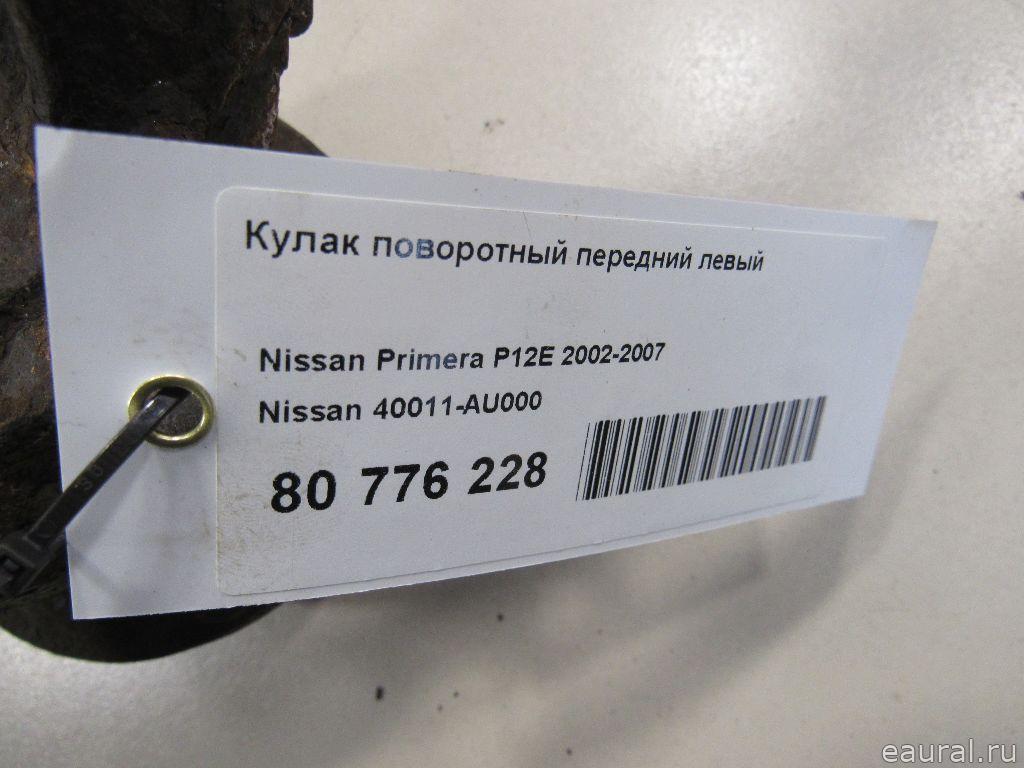 Кулак поворотный передний левый
Nissan Primera P12E 2002-2007
Nissan 40011-AU000
80 776 228
eaural.ru